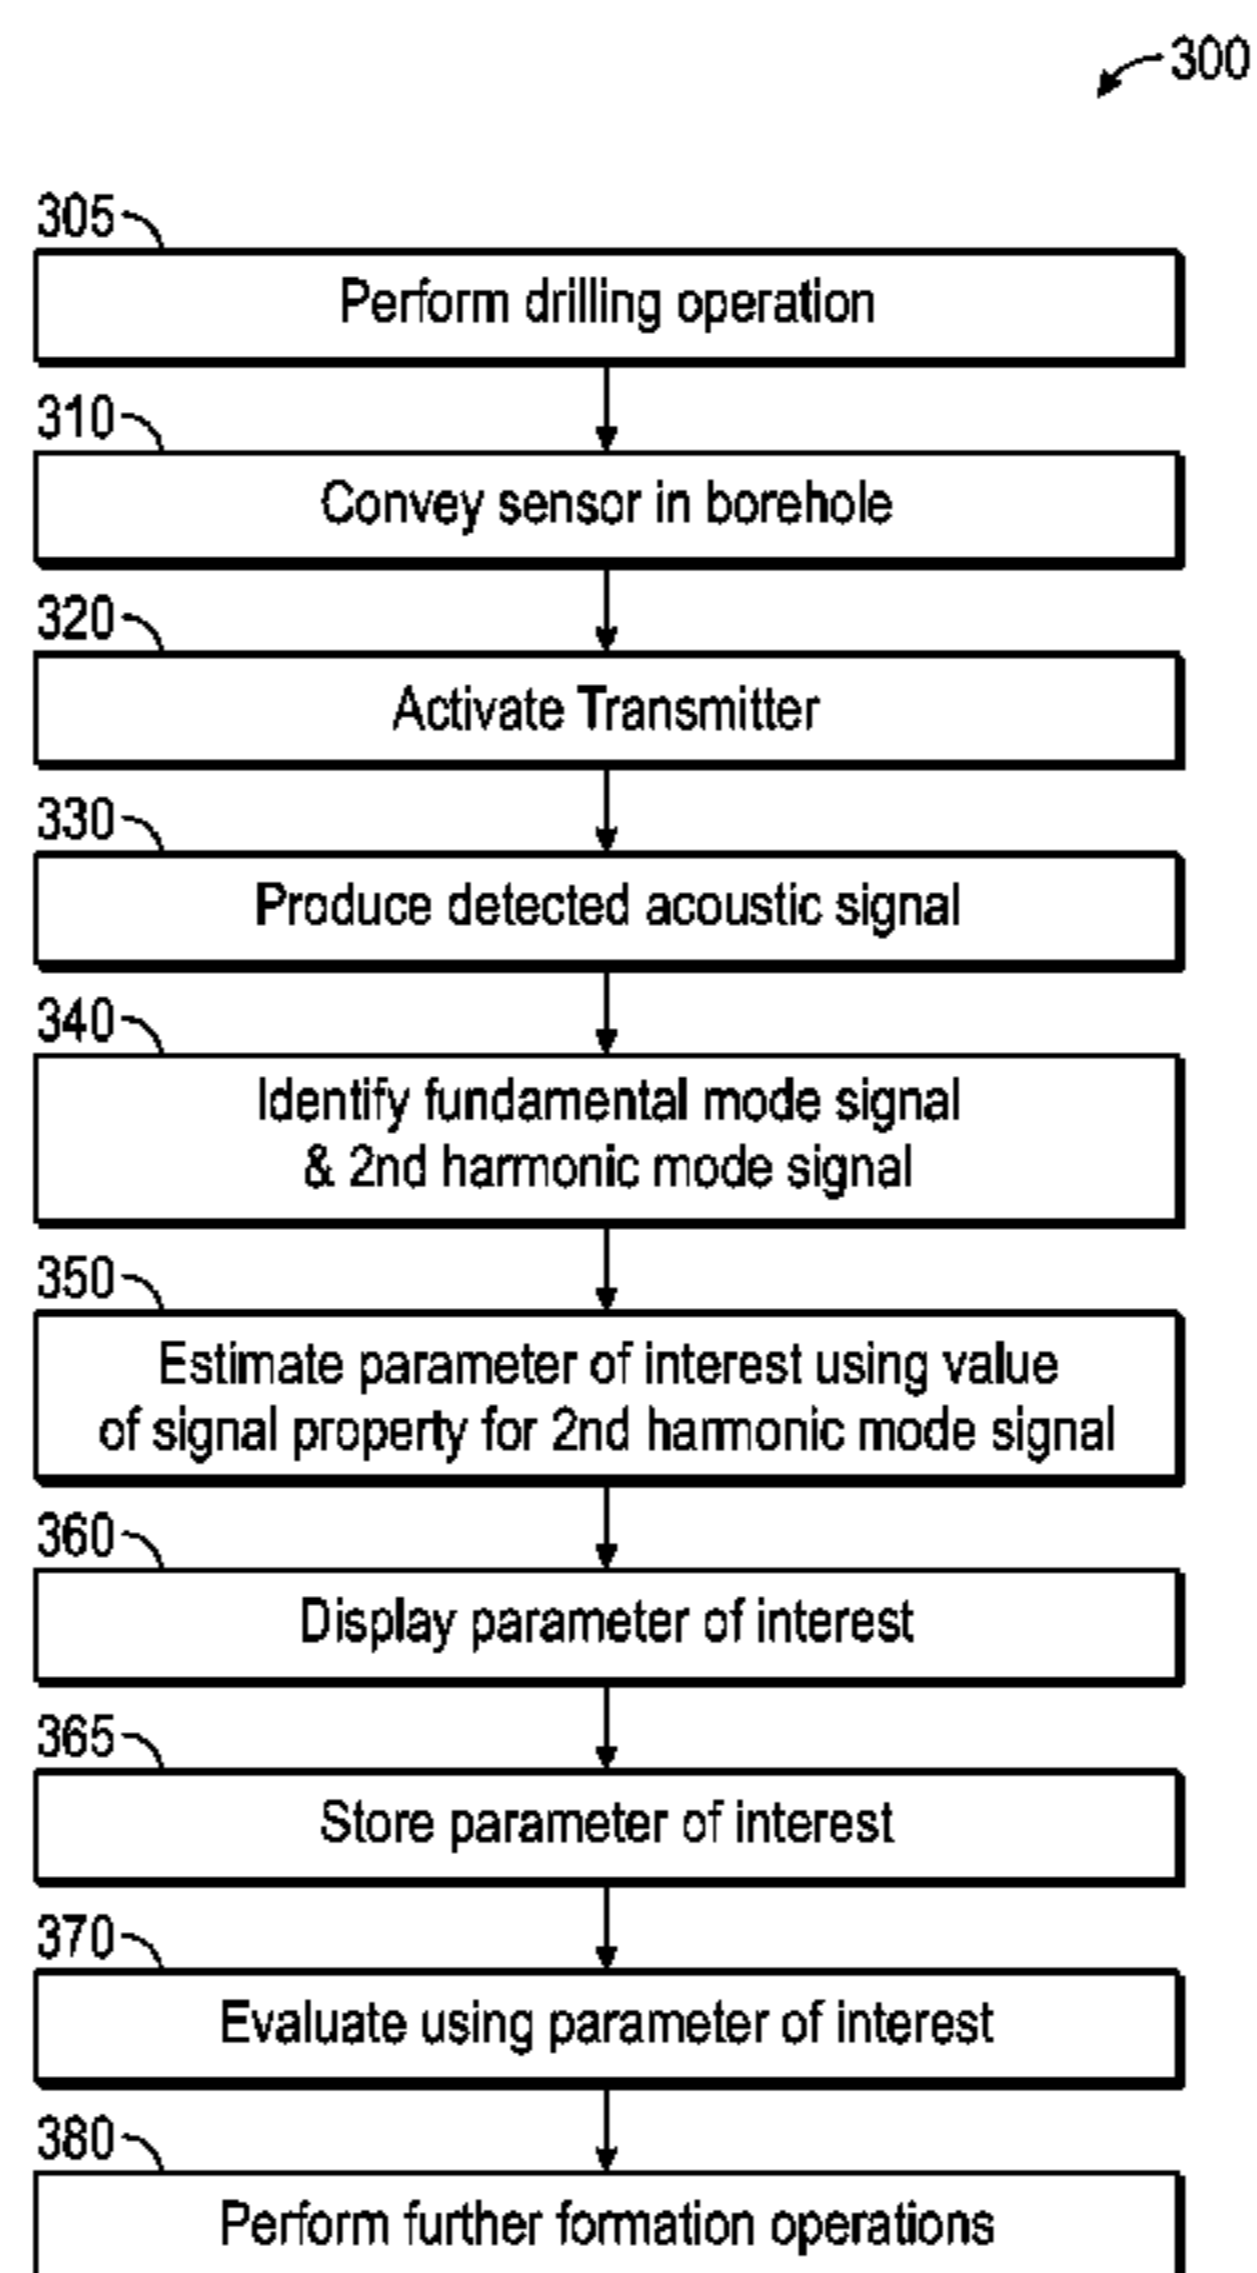 300
305
Perform drilling operation
310
Convey sensor in borehole
320
Activate Transmitter
330
Produce detected acoustic signal
340
Identify fundamental mode signal
& 2nd harmonic mode signal
350
Estimate parameter of interest using value
of signal property for 2nd harmonic mode signal
360
Display parameter of interest
365
Store parameter of interest
370
Evaluate using parameter of interest
380
Perform further formation operations